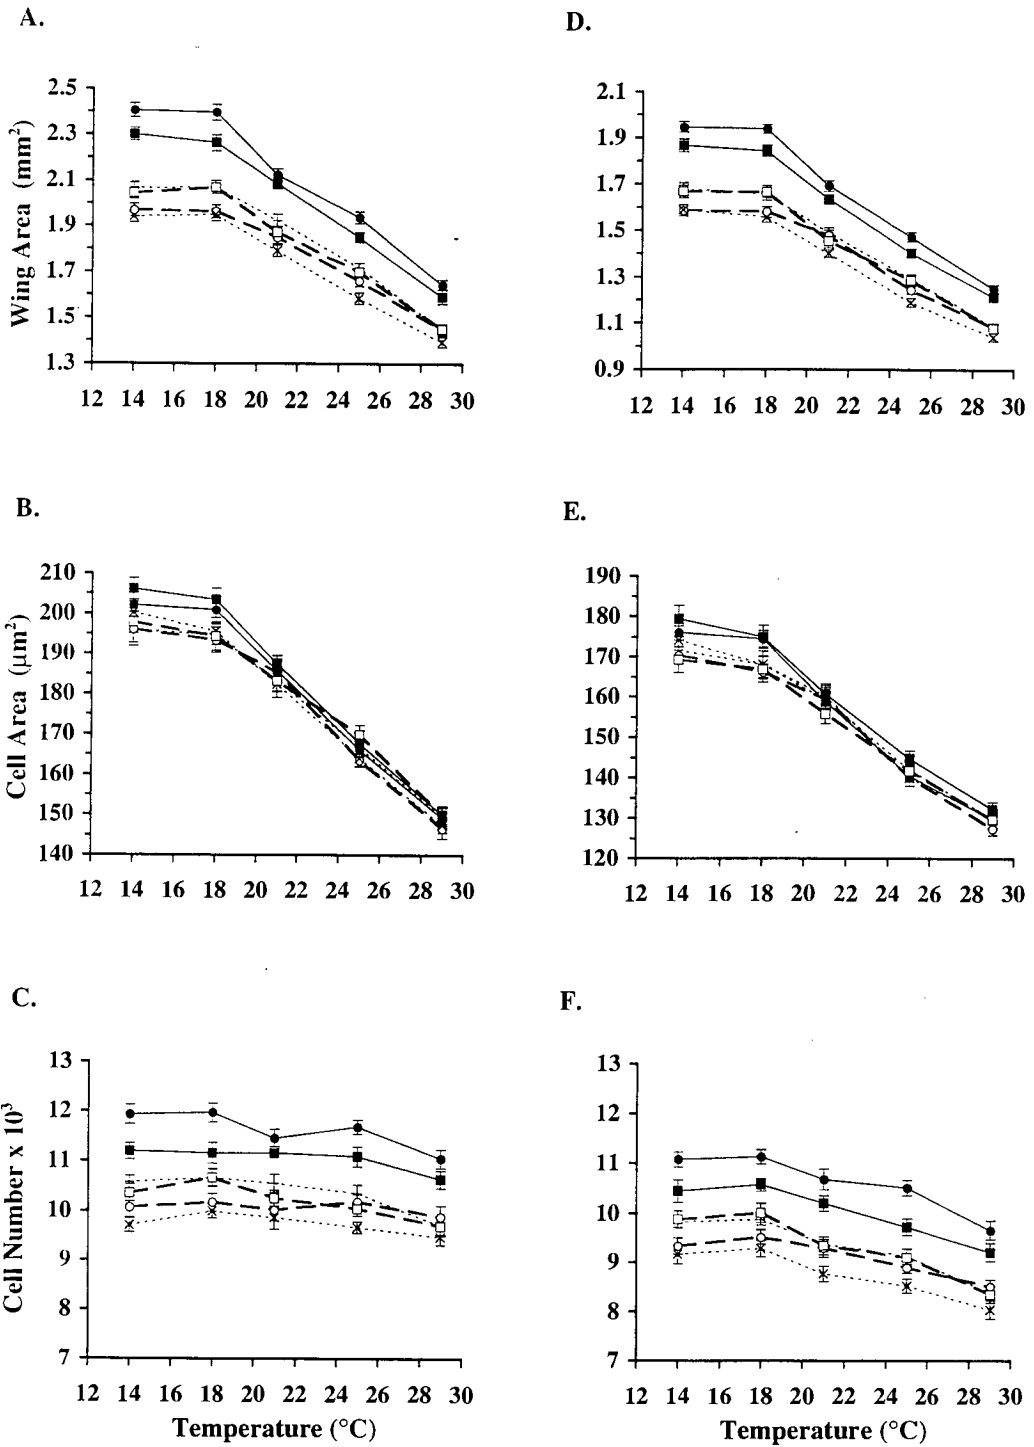 A.
Wing Area (mm²)
2.5
2.3
2.1
1.9
1.7
1.5
1.3
12 14 16 18 20 22 24 26 28 30
D.
2.1
1.9
1.7
1.5
1.3
1.1
0.9
12 14 16 18 20 22 24 26 28 30
B.
Cell Area (μm²)
210
200
190
180
170
160
150
140
12 14 16 18 20 22 24 26 28 30
E.
190
180
170
160
150
140
130
120
12 14 16 18 20 22 24 26 28 30
C.
Cell Number x 10³
13
12
11
10
9
8
7
12 14 16 18 20 22 24 26 28 30
Temperature (°C)
F.
13
12
11
10
9
8
7
12 14 16 18 20 22 24 26 28 30
Temperature (°C)